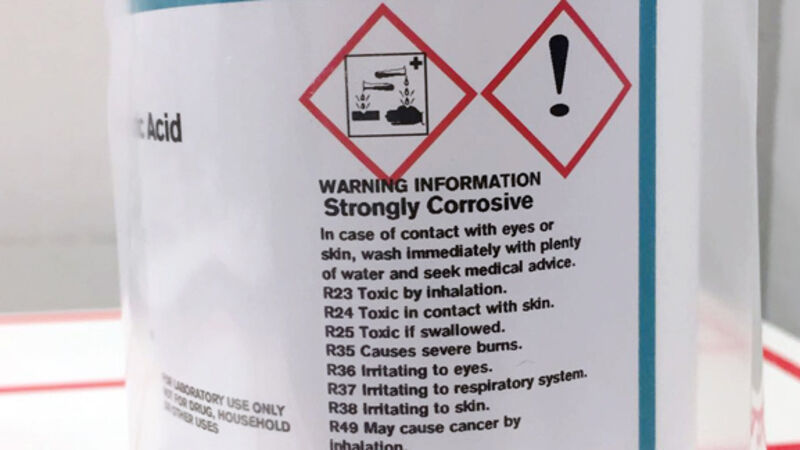 Acid
WARNING INFORMATION
Strongly Corrosive
In case of contact with eyes or
skin, wash immediately with plenty
of water and seek medical advice.
R23 Toxic by inhalation.
R24 Toxic in contact with skin.
R25 Toxic if swallowed.
R35 Causes severe burns.
R36 Irritating to eyes.
R37 Irritating to respiratory system.
R38 Irritating to skin.
R49 May cause cancer by
inhalation.
FOR LABORATORY USE ONLY
NOT FOR DRUG, HOUSEHOLD
OR OTHER USES